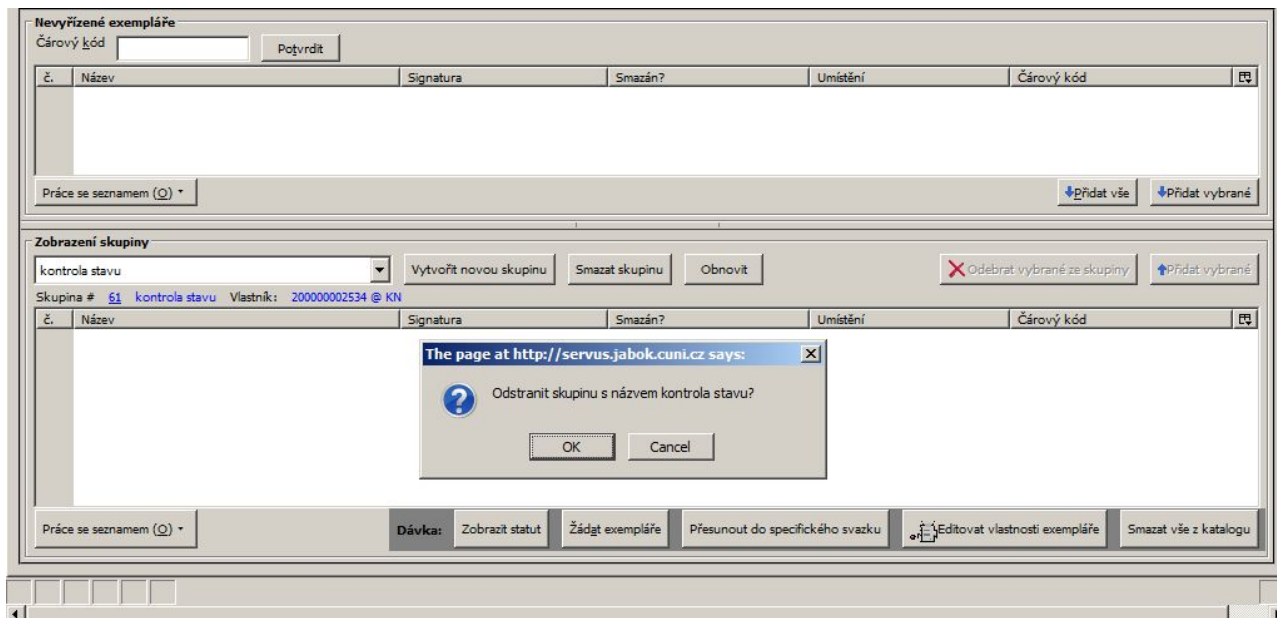 Nevyřízené exempláře
Čárový kód Potvrdit
č. Název Signatura Smazán? Umístění Čárový kód
Práce se seznamem (O) Přidat vše Přidat vybrané
Zobrazení skupiny
kontrola stavu Vytvořit novou skupinu Smazat skupinu Obnovit Odebrat vybrané ze skupiny Přidat vybrané
Skupina # 61 kontrola stavu Vlastník: 200000002534 @ KN
č. Název Signatura Smazán? Umístění Čárový kód
The page at http://servus.jabok.cuni.cz says:
Odstranit skupinu s názvem kontrola stavu?
OK Cancel
Práce se seznamem (O) Dávka: Zobrazit statut Žádat exempláře Přesunout do specifického svazku Editovat vlastnosti exempláře Smazat vše z katalogu